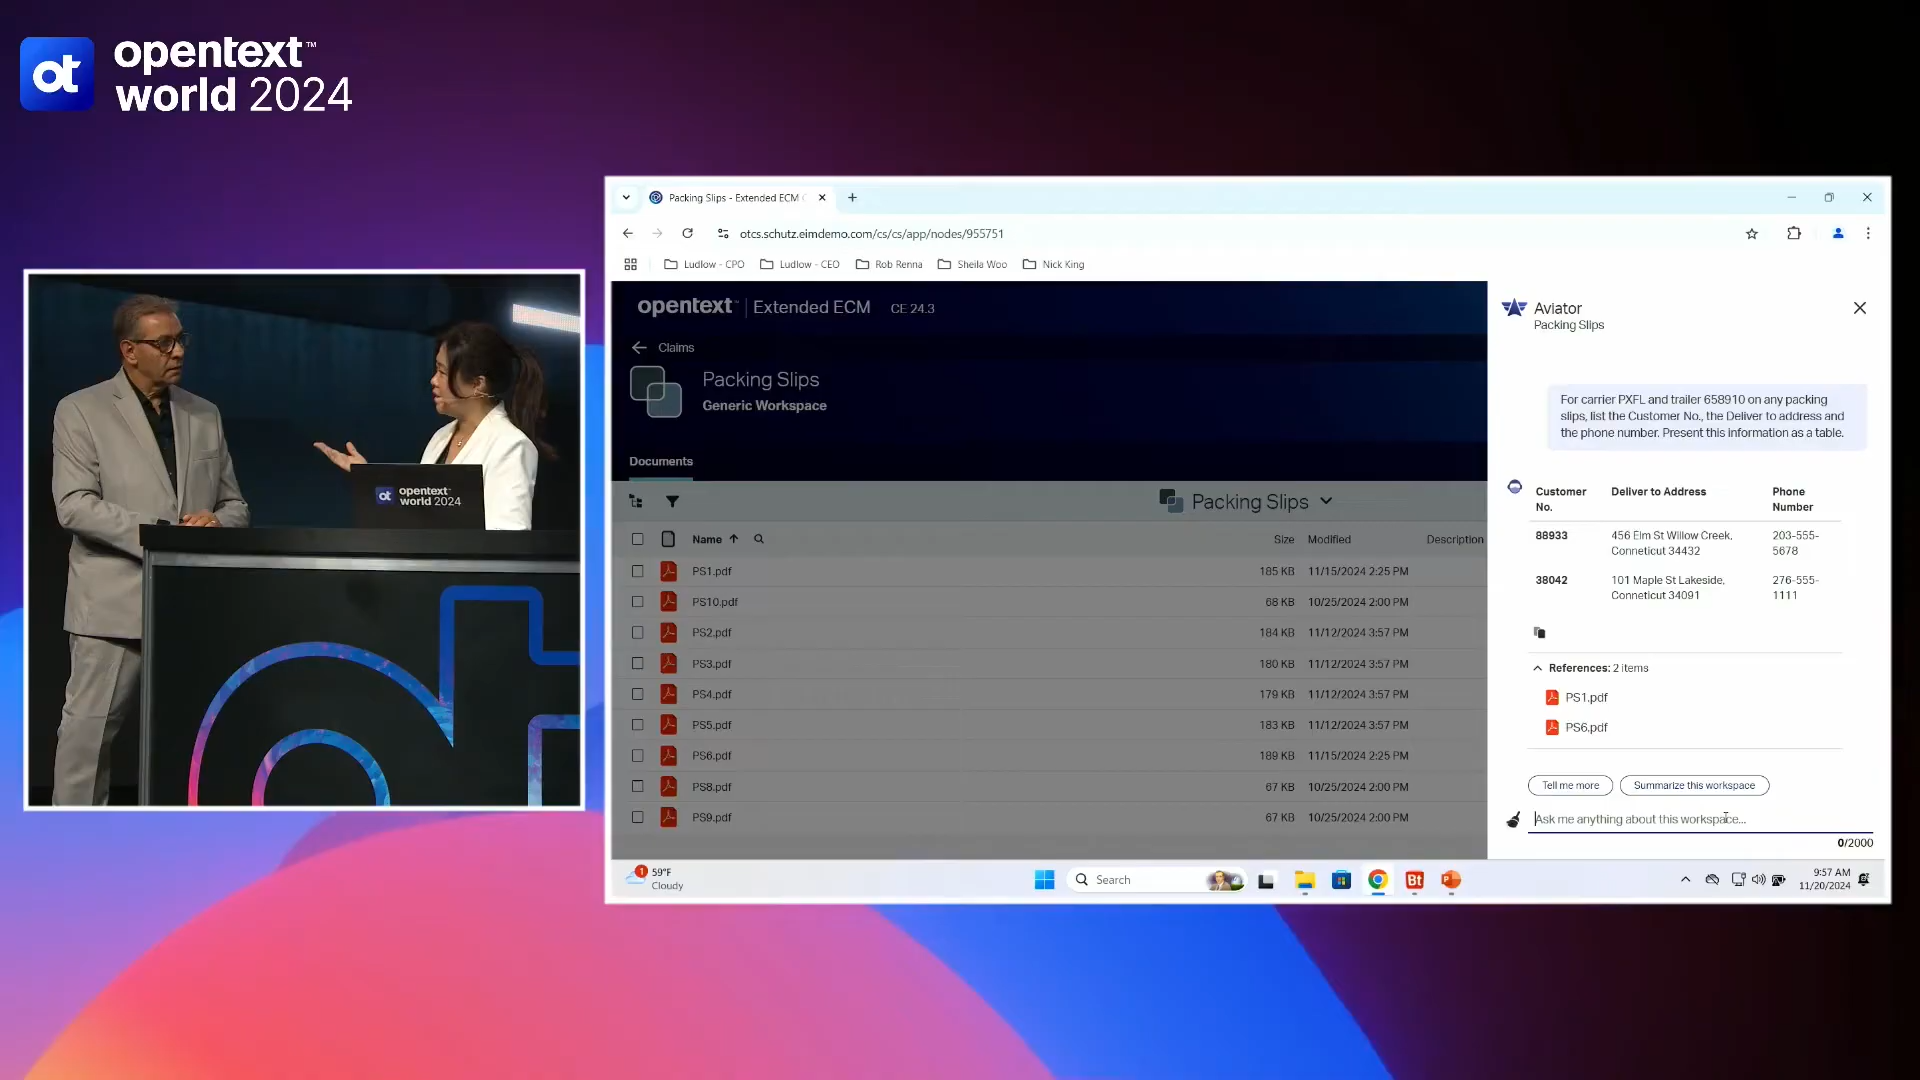 opentext™
world 2024
ot
opentext™
world 2024
Packing Slips - Extended ECM C
otcs.schutz.eimdemo.com/cs/cs/app/nodes/955751
Ludlow - CPO
Ludlow - CEO
Rob Renna
Sheila Woo
Nick King
opentext™ | Extended ECM CE 24.3
Claims
Packing Slips
Generic Workspace
Documents
Packing Slips
Name Size Modified Description
PS1.pdf 185 KB 11/15/2024 2:25 PM
PS10.pdf 68 KB 10/25/2024 2:00 PM
PS2.pdf 184 KB 11/12/2024 3:57 PM
PS3.pdf 180 KB 11/12/2024 3:57 PM
PS4.pdf 179 KB 11/12/2024 3:57 PM
PS5.pdf 183 KB 11/12/2024 3:57 PM
PS6.pdf 189 KB 11/15/2024 2:25 PM
PS8.pdf 67 KB 10/25/2024 2:00 PM
PS9.pdf 67 KB 10/25/2024 2:00 PM
Aviator
Packing Slips
For carrier PXFL and trailer 658910 on any packing
slips, list the Customer No., the Deliver to address and
the phone number. Present this information as a table.
Customer Deliver to Address Phone
No. Number
88933 456 Elm St Willow Creek, 203-555-
Conneticut 34432 5678
38042 101 Maple St Lakeside, 276-555-
Conneticut 34091 1111
References: 2 items
PS1.pdf
PS6.pdf
Tell me more
Summarize this workspace
Ask me anything about this workspace...
0/2000
1
59°F
Cloudy
Search
Bt
P
9:57 AM
11/20/2024